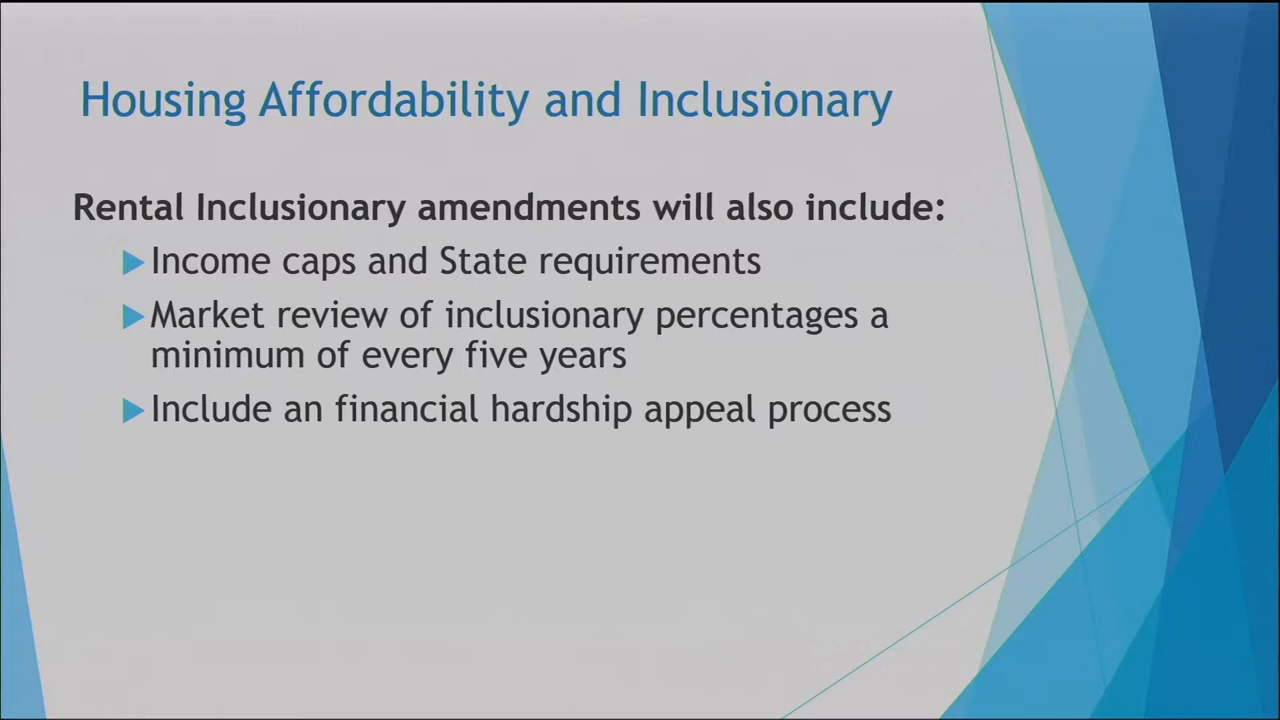 Housing Affordability and Inclusionary
Rental Inclusionary amendments will also include:
Income caps and State requirements
Market review of inclusionary percentages a
minimum of every five years
Include an financial hardship appeal process